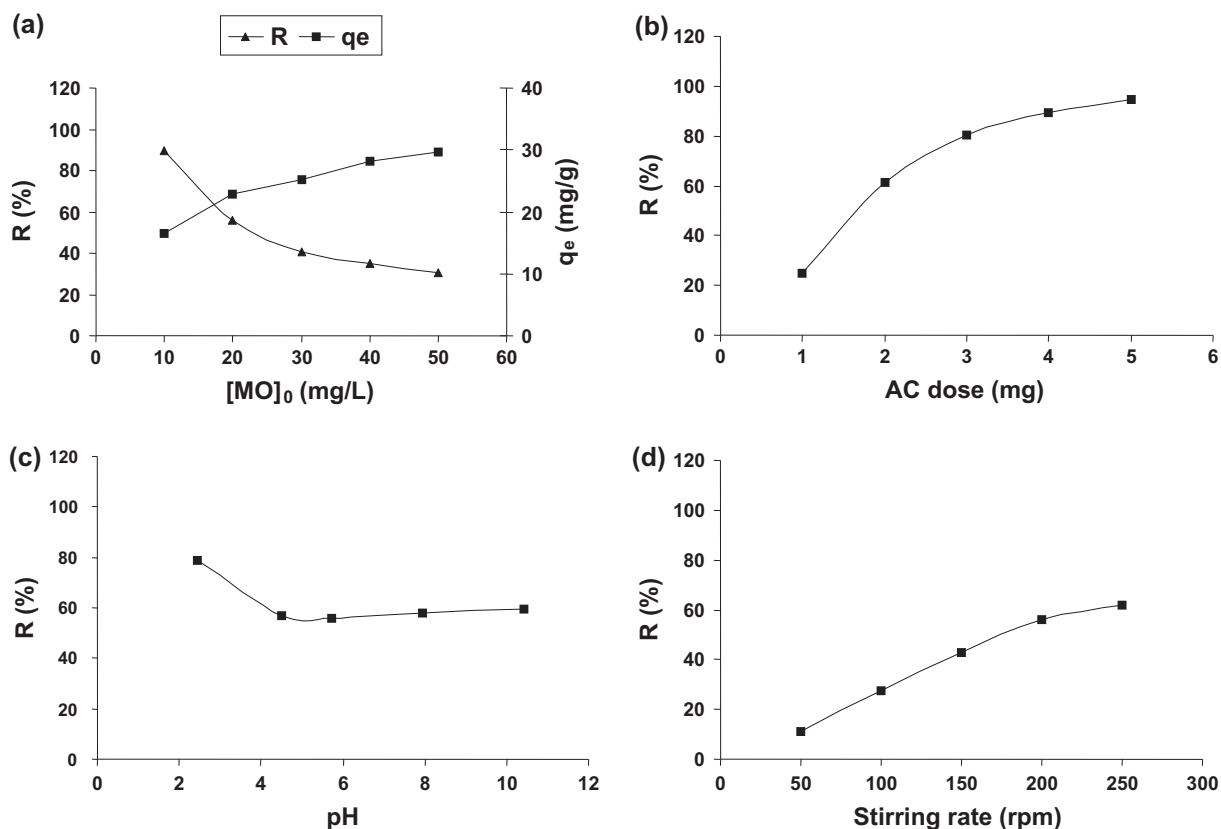 (a)
R qe
120
100
80
60
40
20
0
R (%)
40
30
20
10
0
qe (mg/g)
0 10 20 30 40 50 60
[MO]0 (mg/L)
(b)
120
100
80
60
40
20
0
R (%)
0 1 2 3 4 5 6
AC dose (mg)
(c)
120
100
80
60
40
20
0
R (%)
0 2 4 6 8 10 12
pH
(d)
120
100
80
60
40
20
0
R (%)
0 50 100 150 200 250 300
Stirring rate (rpm)